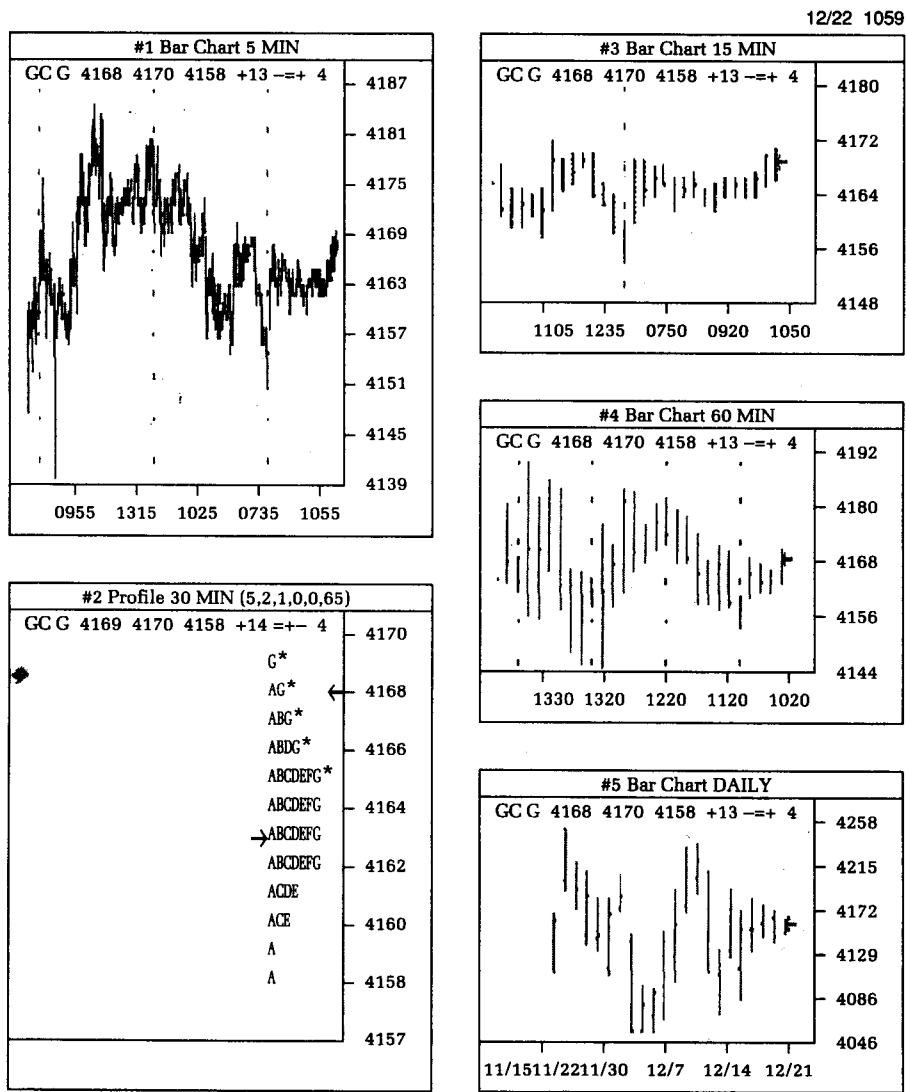 12/22 1059
#1 Bar Chart 5 MIN
GC G 4168 4170 4158 +13 -=+ 4
4187
4181
4175
4169
4163
4157
4151
4145
4139
0955 1315 1025 0735 1055
#2 Profile 30 MIN (5,2,1,0,0,65)
GC G 4169 4170 4158 +14 =+- 4
4170
G*
AG*
4168
ABG*
ABDG*
4166
ABCDEFG*
ABCDEFG
4164
ABCDEFG
ABCDEFG
4162
ACDE
ACE
4160
A
A
4158
4157
#3 Bar Chart 15 MIN
GC G 4168 4170 4158 +13 -=+ 4
4180
4172
4164
4156
4148
1105 1235 0750 0920 1050
#4 Bar Chart 60 MIN
GC G 4168 4170 4158 +13 -=+ 4
4192
4180
4168
4156
4144
1330 1320 1220 1120 1020
#5 Bar Chart DAILY
GC G 4168 4170 4158 +13 -=+ 4
4258
4215
4172
4129
4086
4046
11/15 11/22 11/30 12/7 12/14 12/21